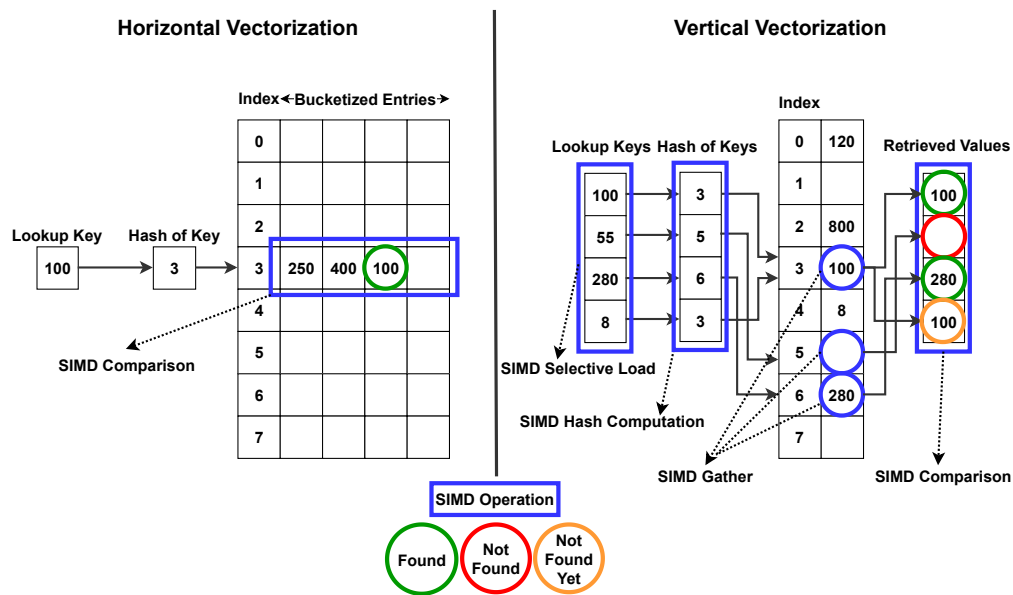 Horizontal Vectorization
Index Bucketized Entries
0
1
2
Lookup Key Hash of Key
100 3 3 250 400 100
4
SIMD Comparison
5
6
7
Vertical Vectorization
Index
0 120
Lookup Keys Hash of Keys Retrieved Values
1
100 3 100
55 5 2 800
3 100
280 6 280
8 3 4 8 100
SIMD Selective Load
5
SIMD Hash Computation
6 280
7
SIMD Gather
SIMD Comparison
SIMD Operation
Found
Not
Found
Not
Found
Yet